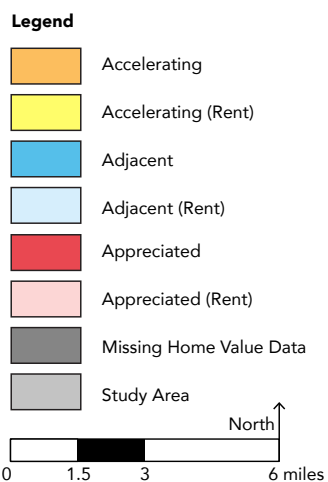 Legend
Accelerating
Accelerating (Rent)
Adjacent
Adjacent (Rent)
Appreciated
Appreciated (Rent)
Missing Home Value Data
Study Area
North
0 1.5 3 6 miles